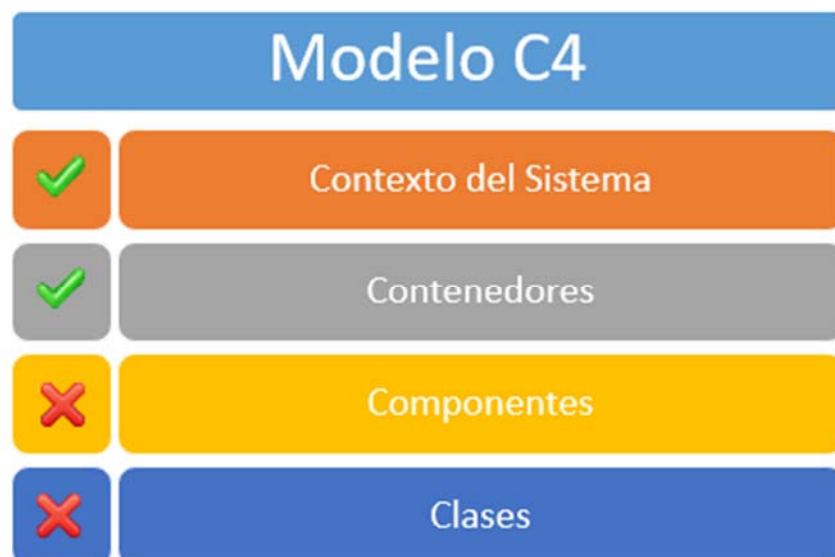 Modelo C4
Contexto del Sistema
Contenedores
Componentes
Clases